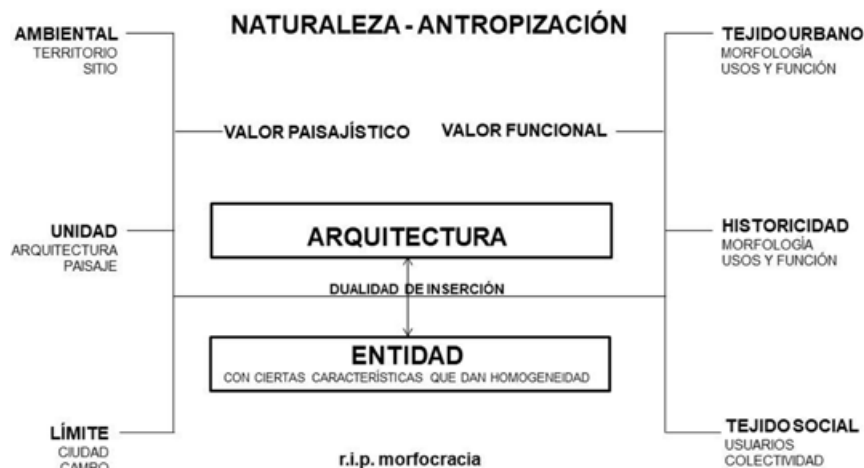 NATURALEZA - ANTROPIZACIÓN
AMBIENTAL
TERRITORIO
SITIO
TEJIDO URBANO
MORFOLOGÍA
USOS Y FUNCIÓN
VALOR PAISAJÍSTICO
VALOR FUNCIONAL
UNIDAD
ARQUITECTURA
PAISAJE
ARQUITECTURA
HISTORICIDAD
MORFOLOGÍA
USOS Y FUNCIÓN
DUALIDAD DE INSERCIÓN
ENTIDAD
CON CIERTAS CARACTERÍSTICAS QUE DAN HOMOGENEIDAD
LÍMITE
CIUDAD
CAMPO
TEJIDO SOCIAL
USUARIOS
COLECTIVIDAD
r.i.p. morfocracia